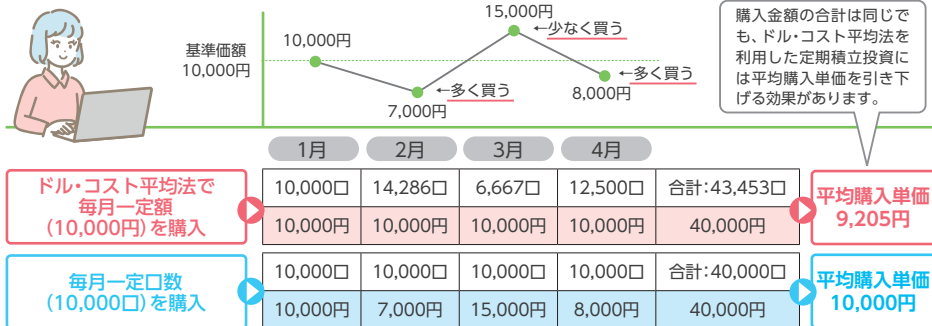 15,000円
←少なく買う
10,000円
基準価額
10,000円
←多く買う
7,000円
←多く買う
8,000円
購入金額の合計は同じで
も、ドル・コスト平均法を
利用した定期積立投資に
は平均購入単価を引き下
げる効果があります。
1月 2月 3月 4月
ドル・コスト平均法で
毎月一定額
（10,000円）を購入
10,000口 14,286口 6,667口 12,500口 合計：43,453口
10,000円 10,000円 10,000円 10,000円 40,000円
平均購入単価
9,205円
毎月一定口数
（10,000口）を購入
10,000口 10,000口 10,000口 10,000口 合計：40,000口
10,000円 7,000円 15,000円 8,000円 40,000円
平均購入単価
10,000円